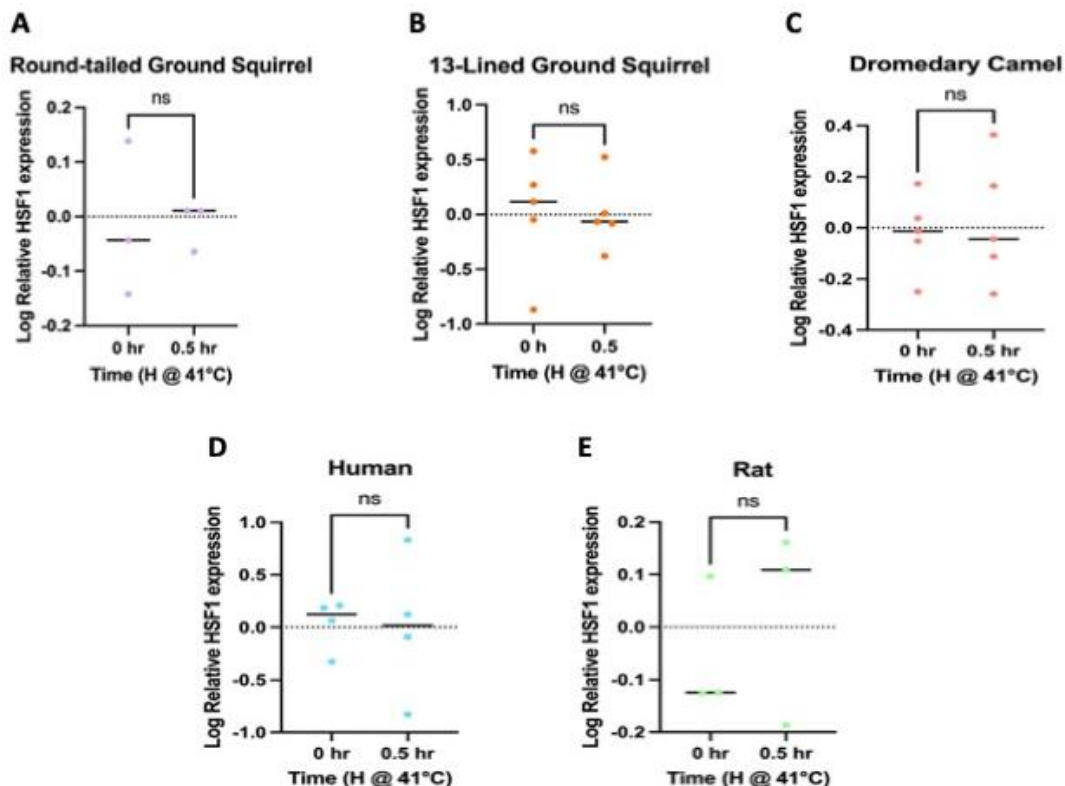 A
Round-tailed Ground Squirrel
ns
Log Relative HSF1 expression
0.2
0.1
0.0
-0.1
-0.2
0 hr
0.5 hr
Time (H @ 41°C)
B
13-Lined Ground Squirrel
ns
Log Relative HSF1 expression
1.0
0.5
0.0
-0.5
-1.0
0 h
0.5
Time (H @ 41°C)
C
Dromedary Camel
ns
Log Relative HSF1 expression
0.4
0.2
0.0
-0.2
-0.4
0 hr
0.5 hr
Time (H @ 41°C)
D
Human
ns
Log Relative HSF1 expression
1.0
0.5
0.0
-0.5
-1.0
0 hr
0.5 hr
Time (H @ 41°C)
E
Rat
ns
Log Relative HSF1 expression
0.2
0.1
0.0
-0.1
-0.2
0 hr
0.5 hr
Time (H @ 41°C)